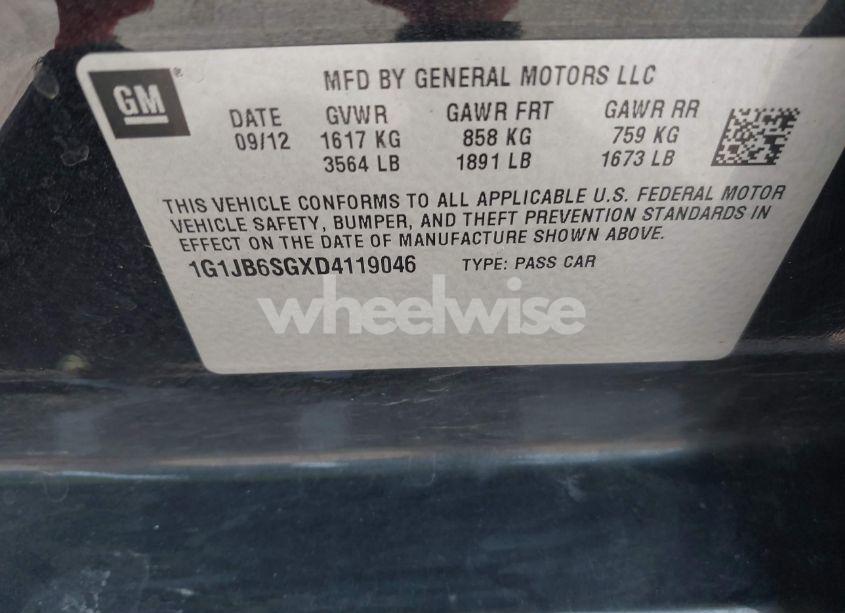 GM ® MFD BY GENERAL MOTORS LLC
DATE GVWR GAWR FRT GAWR RR
09/12 1617 KG 858 KG 759 KG
3564 LB 1891 LB 1673 LB
THIS VEHICLE CONFORMS TO ALL APPLICABLE U.S. FEDERAL MOTOR
VEHICLE SAFETY, BUMPER, AND THEFT PREVENTION STANDARDS IN
EFFECT ON THE DATE OF MANUFACTURE SHOWN ABOVE.
1G1JB6SGXD4119046 TYPE: PASS CAR
wheelwise